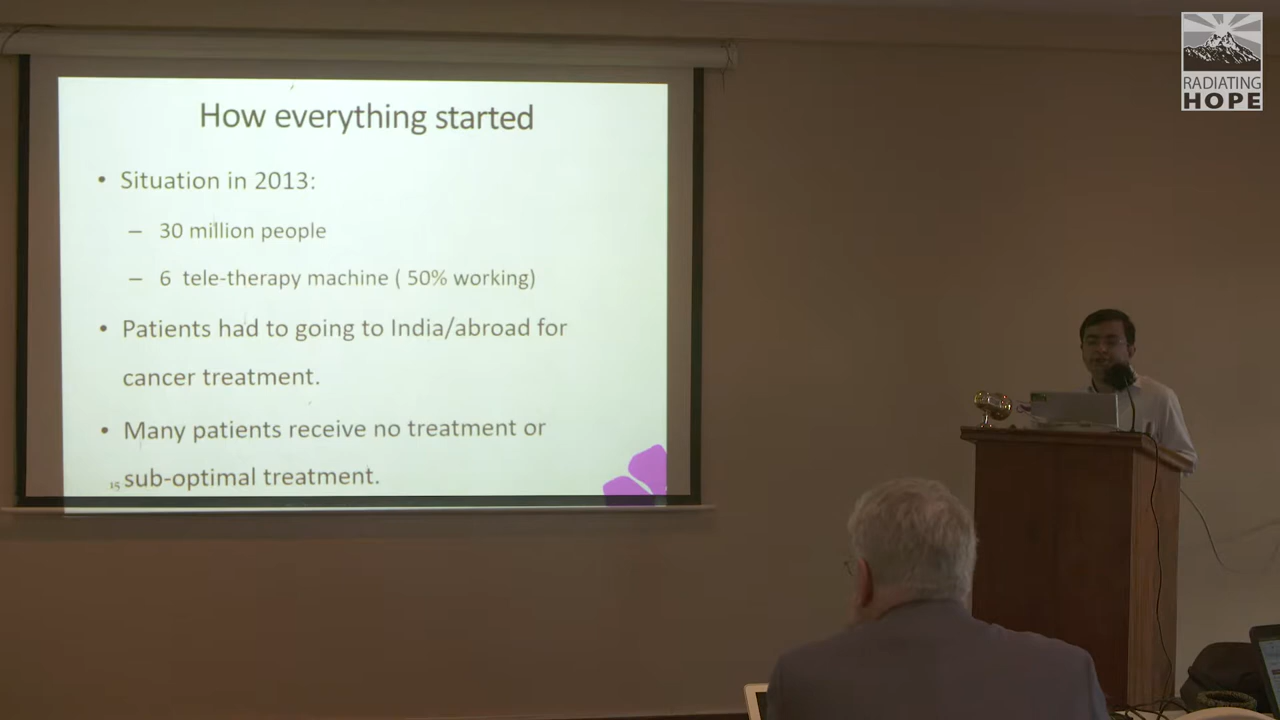 How everything started
• Situation in 2013:
– 30 million people
– 6 tele-therapy machine ( 50% working)
• Patients had to going to India/abroad for
cancer treatment.
• Many patients receive no treatment or
sub-optimal treatment.
15
RADIATING
HOPE